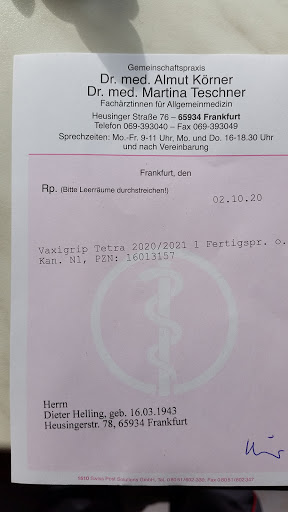 Gemeinschaftspraxis
Dr. med. Almut Körner
Dr. med. Martina Teschner
Fachärztinnen für Allgemeinmedizin
Heusinger Straße 76 – 65934 Frankfurt
Telefon 069-393040 – Fax 069-393049
Sprechzeiten: Mo.-Fr. 9-11 Uhr, Mo. und Do. 16-18.30 Uhr
und nach Vereinbarung
Frankfurt, den
Rp. (Bitte Leerräume durchstreichen!)
02.10.20
Vaxigrip Tetra 2020/2021 1 Fertigspr. o.
Kan. N1, PZN: 16013157
Herrn
Dieter Helling, geb. 16.03.1943
Heusingerstr. 78, 65934 Frankfurt